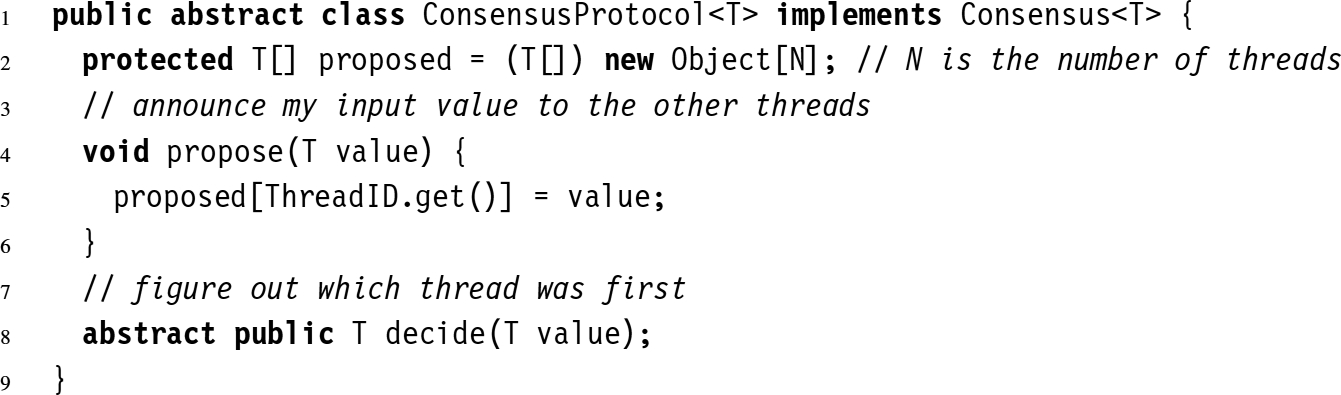 1 public abstract class ConsensusProtocol<T> implements Consensus<T> {
2 protected T[] proposed = (T[]) new Object[N]; // N is the number of threads
3 // announce my input value to the other threads
4 void propose(T value) {
5 proposed[ThreadID.get()] = value;
6 }
7 // figure out which thread was first
8 abstract public T decide(T value);
9 }